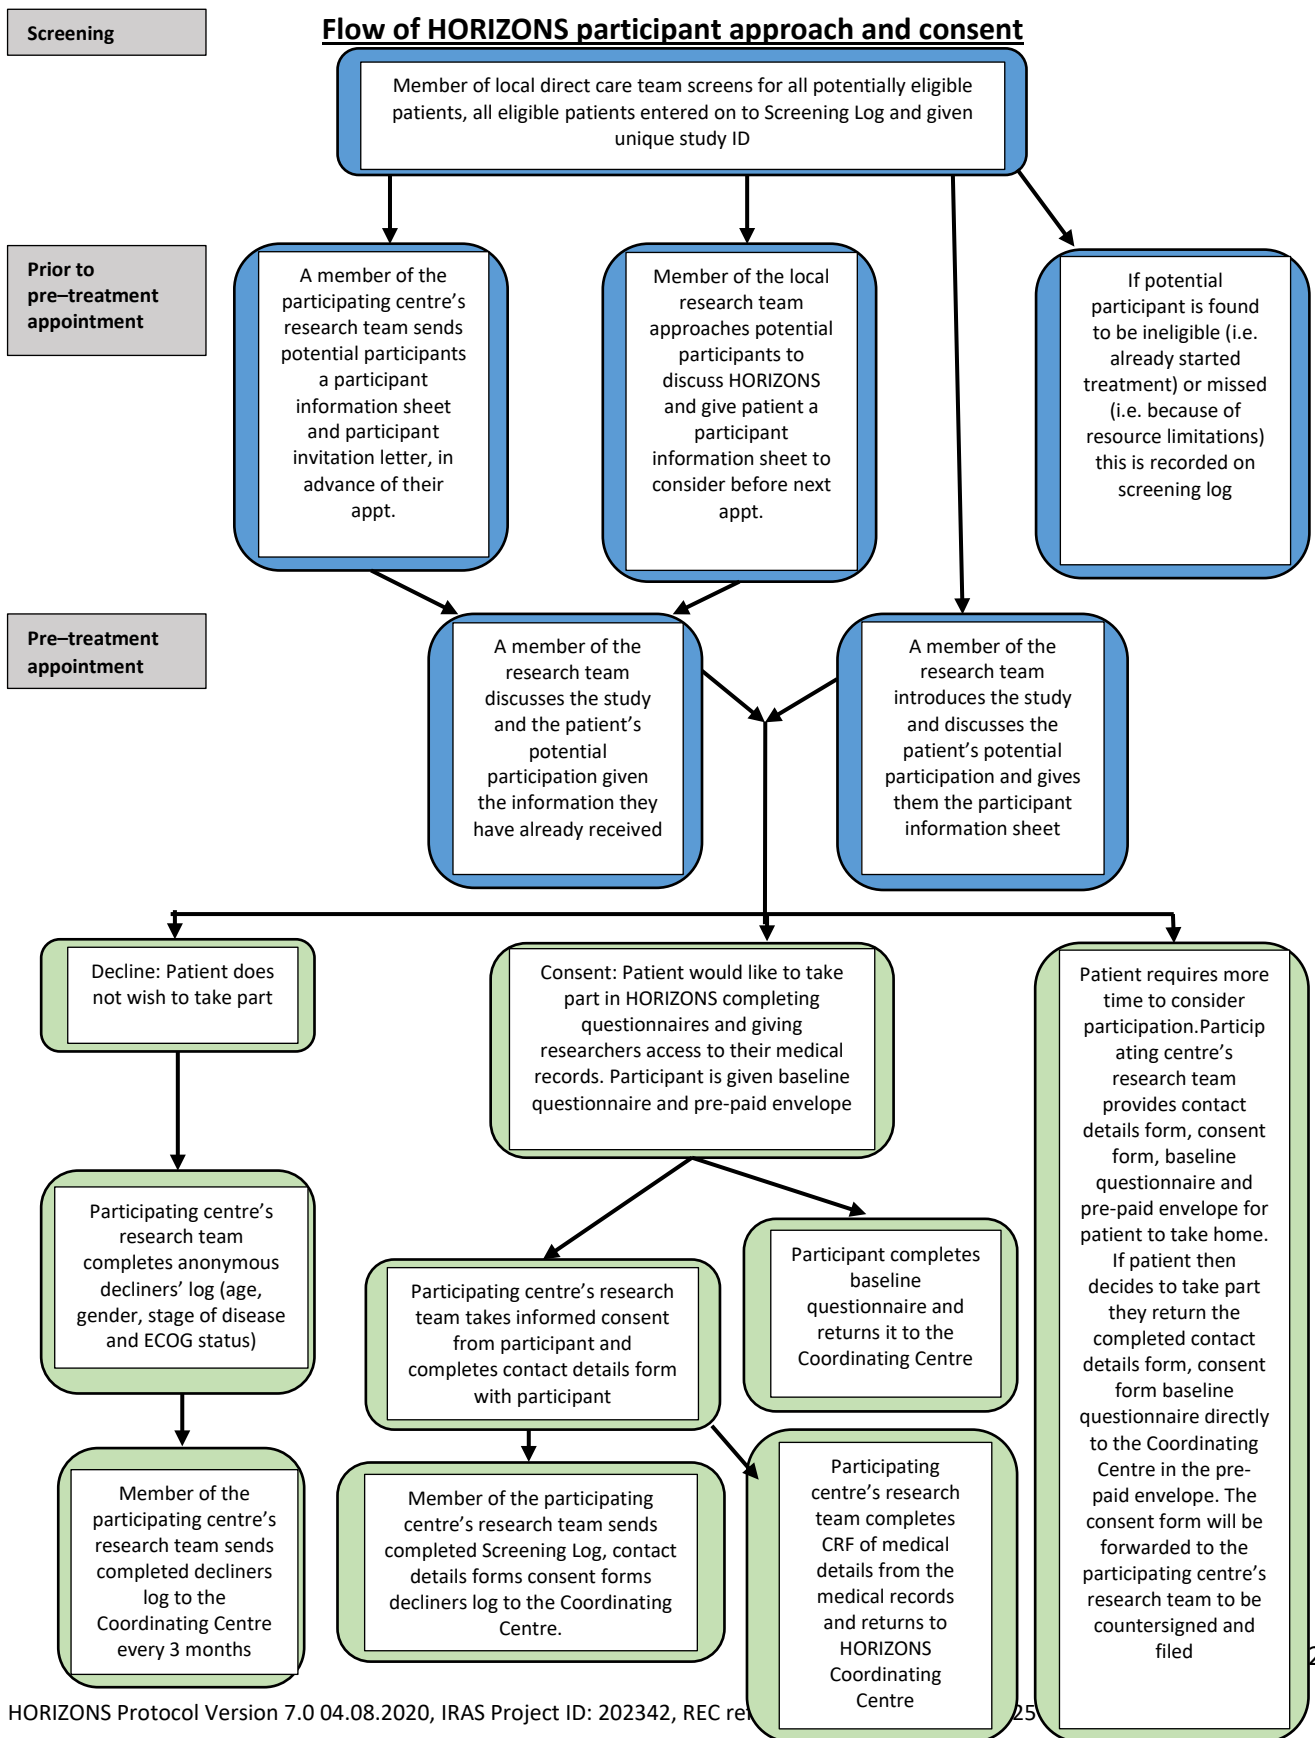 Screening
Flow of HORIZONS participant approach and consent
Member of local direct care team screens for all potentially eligible
patients, all eligible patients entered on to Screening Log and given
unique study ID
Prior to
pre–treatment
appointment
A member of the
participating centre’s
research team sends
potential participants
a participant
information sheet
and participant
invitation letter, in
advance of their
appt.
Member of the local
research team
approaches potential
participants to
discuss HORIZONS
and give patient a
participant
information sheet to
consider before next
appt.
If potential
participant is found
to be ineligible (i.e.
already started
treatment) or missed
(i.e. because of
resource limitations)
this is recorded on
screening log
Pre–treatment
appointment
A member of the
research team
discusses the study
and the patient’s
potential
participation given
the information they
have already received
A member of the
research team
introduces the study
and discusses the
patient’s potential
participation and gives
them the participant
information sheet
Decline: Patient does
not wish to take part
Consent: Patient would like to take
part in HORIZONS completing
questionnaires and giving
researchers access to their medical
records. Participant is given baseline
questionnaire and pre-paid envelope
Patient requires more
time to consider
participation.Particip
ating centre’s
research team
provides contact
details form, consent
form, baseline
questionnaire and
pre-paid envelope for
patient to take home.
If patient then
decides to take part
they return the
completed contact
details form, consent
form baseline
questionnaire directly
to the Coordinating
Centre in the pre-
paid envelope. The
consent form will be
forwarded to the
participating centre’s
research team to be
countersigned and
filed
Participating centre’s
research team
completes anonymous
decliners’ log (age,
gender, stage of disease
and ECOG status)
Participating centre’s research
team takes informed consent
from participant and
completes contact details form
with participant
Participant completes
baseline
questionnaire and
returns it to the
Coordinating Centre
Member of the
participating centre’s
research team sends
completed decliners
log to the
Coordinating Centre
every 3 months
Member of the participating
centre’s research team sends
completed Screening Log, contact
details forms consent forms
decliners log to the Coordinating
Centre.
Participating
centre’s research
team completes
CRF of medical
details from the
medical records
and returns to
HORIZONS
Coordinating
Centre
HORIZONS Protocol Version 7.0 04.08.2020, IRAS Project ID: 202342, REC 25